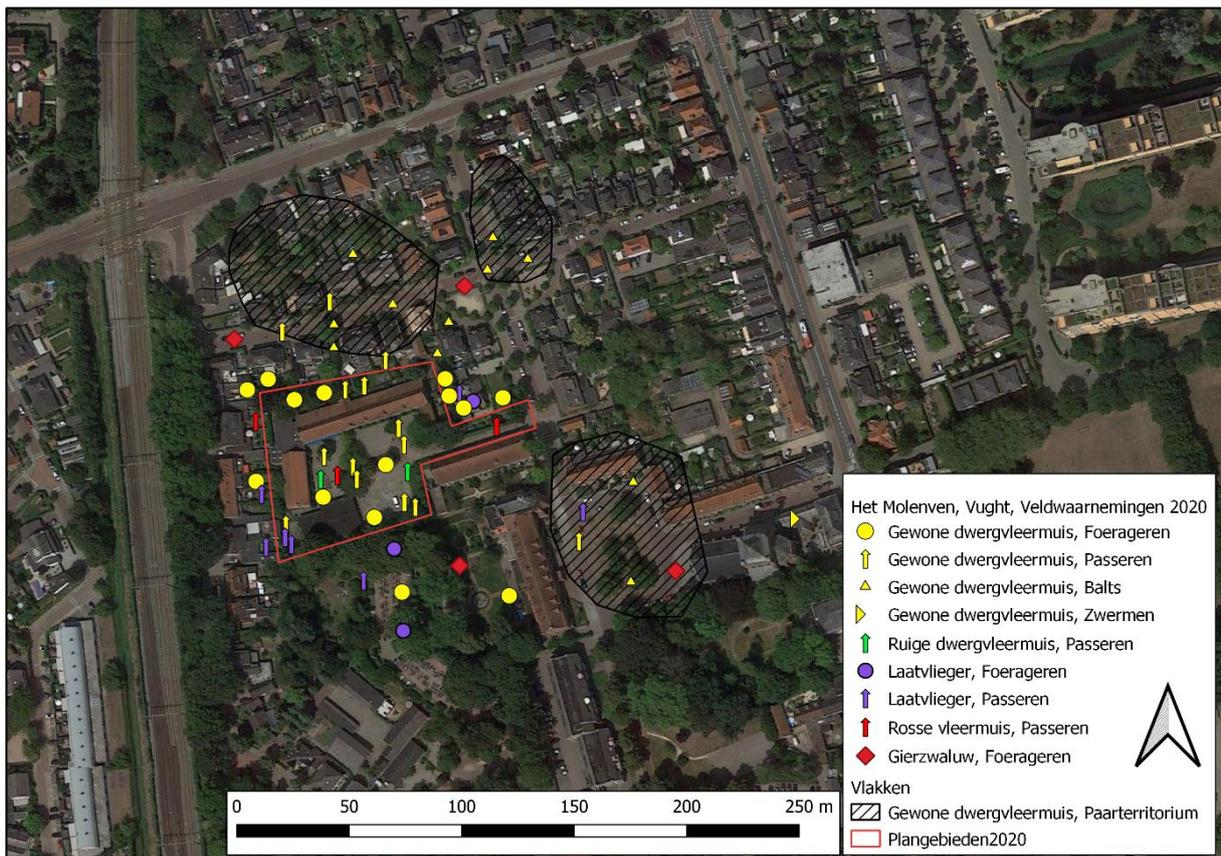 Het Molenven, Vught, Veldwaarnemingen 2020
Gewone dwergvleermuis, Foerageren
Gewone dwergvleermuis, Passeren
Gewone dwergvleermuis, Balts
Gewone dwergvleermuis, Zwermen
Ruige dwergvleermuis, Passeren
Laatvlieger, Foerageren
Laatvlieger, Passeren
Rosse vleermuis, Passeren
Gierzwaluw, Foerageren
Vlakken
Gewone dwergvleermuis, Paarterritorium
Plangebieden2020
0 50 100 150 200 250 m